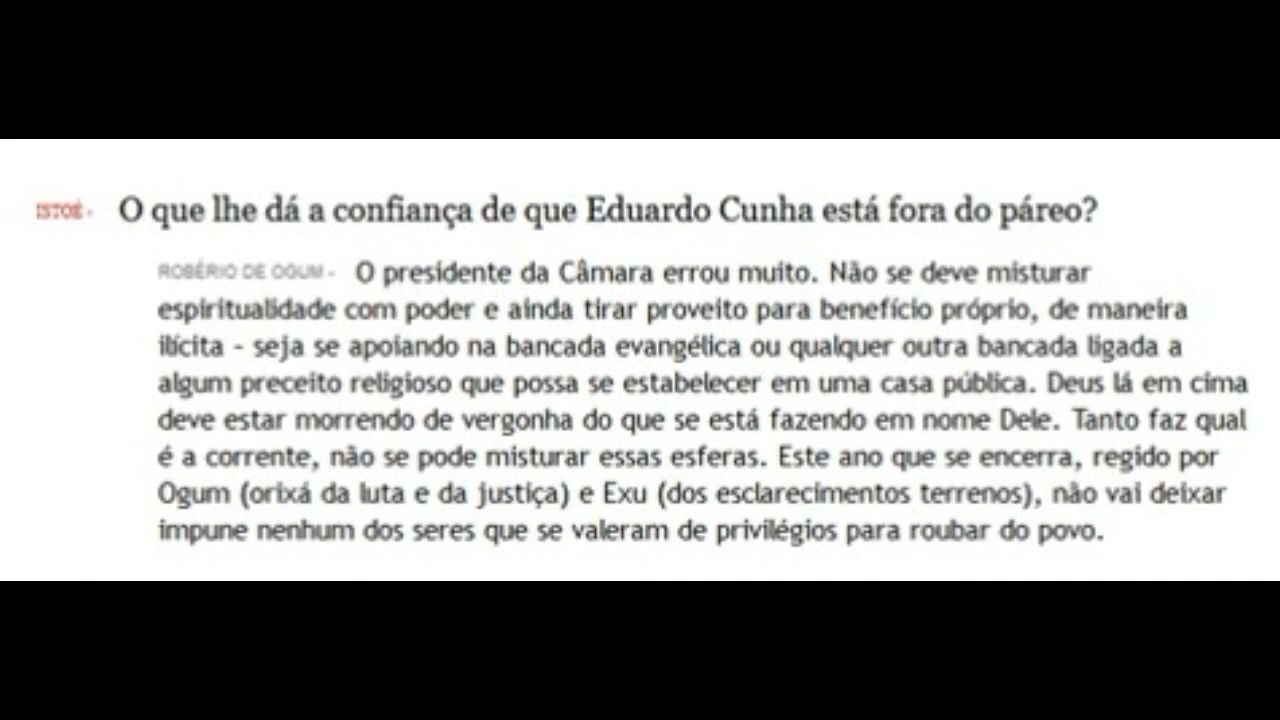 ISTOÉ - O que lhe dá a confiança de que Eduardo Cunha está fora do páreo?
ROBÉRIO DE OGUM - O presidente da Câmara errou muito. Não se deve misturar
espiritualidade com poder e ainda tirar proveito para benefício próprio, de maneira
ilícita - seja se apoiando na bancada evangélica ou qualquer outra bancada ligada a
algum preceito religioso que possa se estabelecer em uma casa pública. Deus lá em cima
deve estar morrendo de vergonha do que se está fazendo em nome Dele. Tanto faz qual
é a corrente, não se pode misturar essas esferas. Este ano que se encerra, regido por
Ogum (orixá da luta e da justiça) e Exu (dos esclarecimentos terrenos), não vai deixar
impune nenhum dos seres que se valeram de privilégios para roubar do povo.